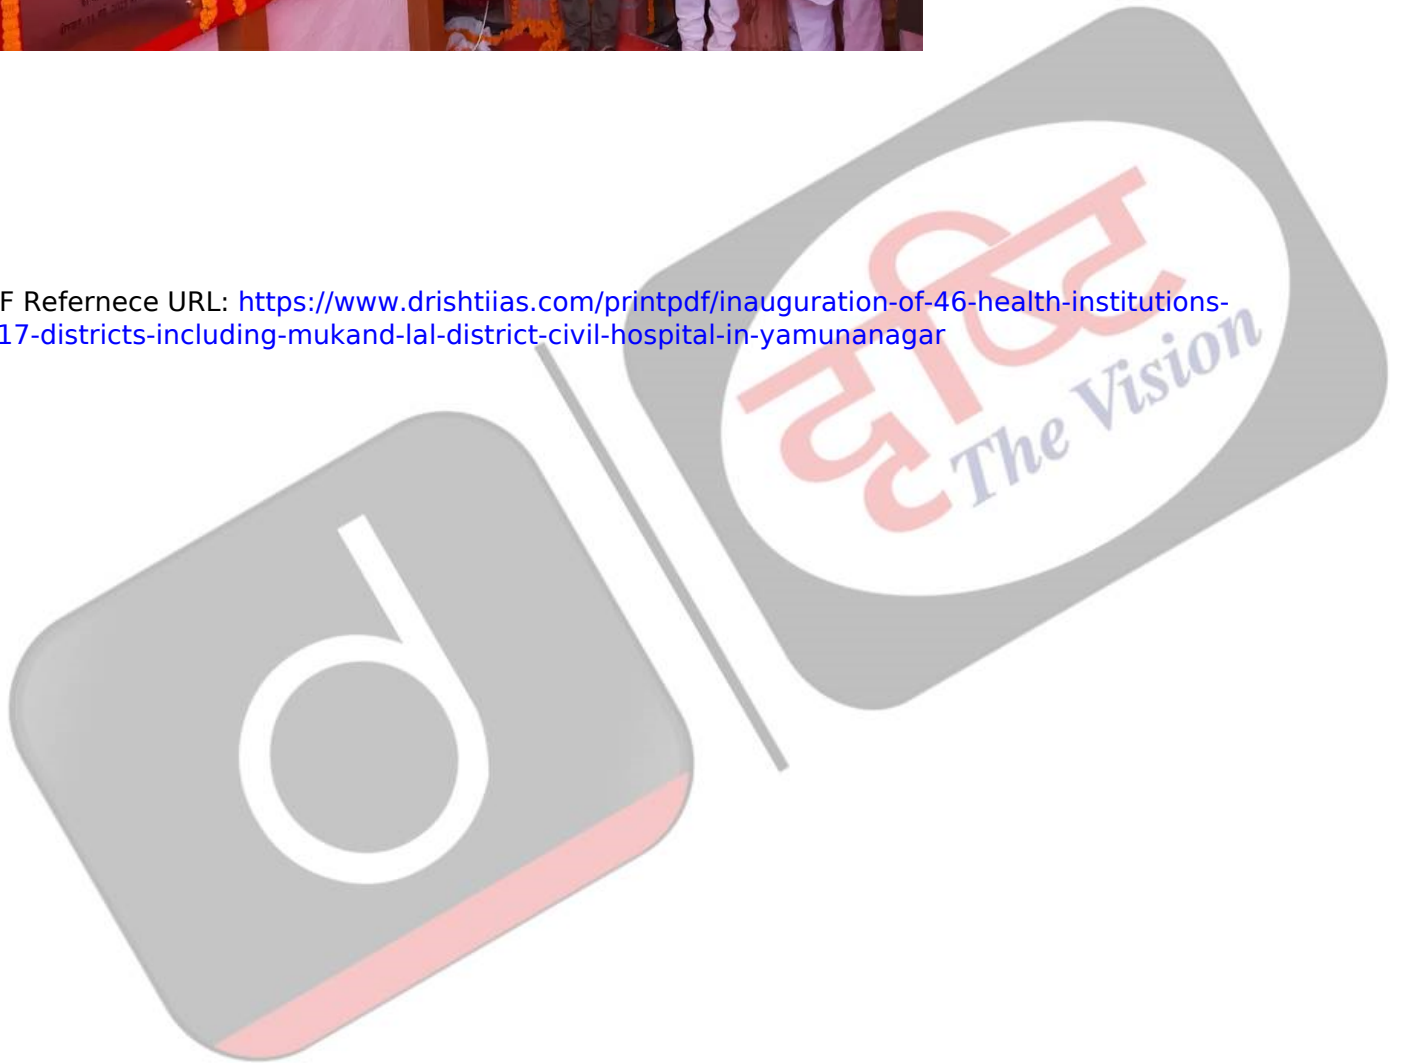 F Refernece URL: https://www.drishtiias.com/printpdf/inauguration-of-46-health-institutions-
17-districts-including-mukand-lal-district-civil-hospital-in-yamunanagar
दृष्टि
The Vision
d